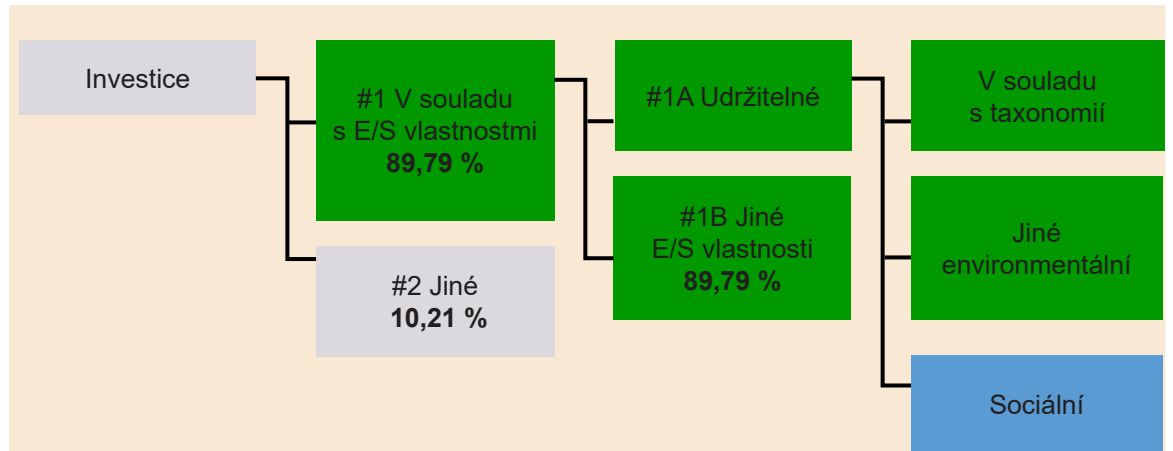 Investice
#1 V souladu
s E/S vlastnostmi
89,79 %
#2 Jiné
10,21 %
#1A Udržitelné
#1B Jiné
E/S vlastnosti
89,79 %
V souladu
s taxonomií
Jiné
environmentální
Sociální